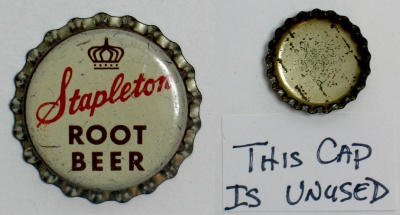 Stapleton
ROOT
BEER
THIS CAP
IS UNUSED